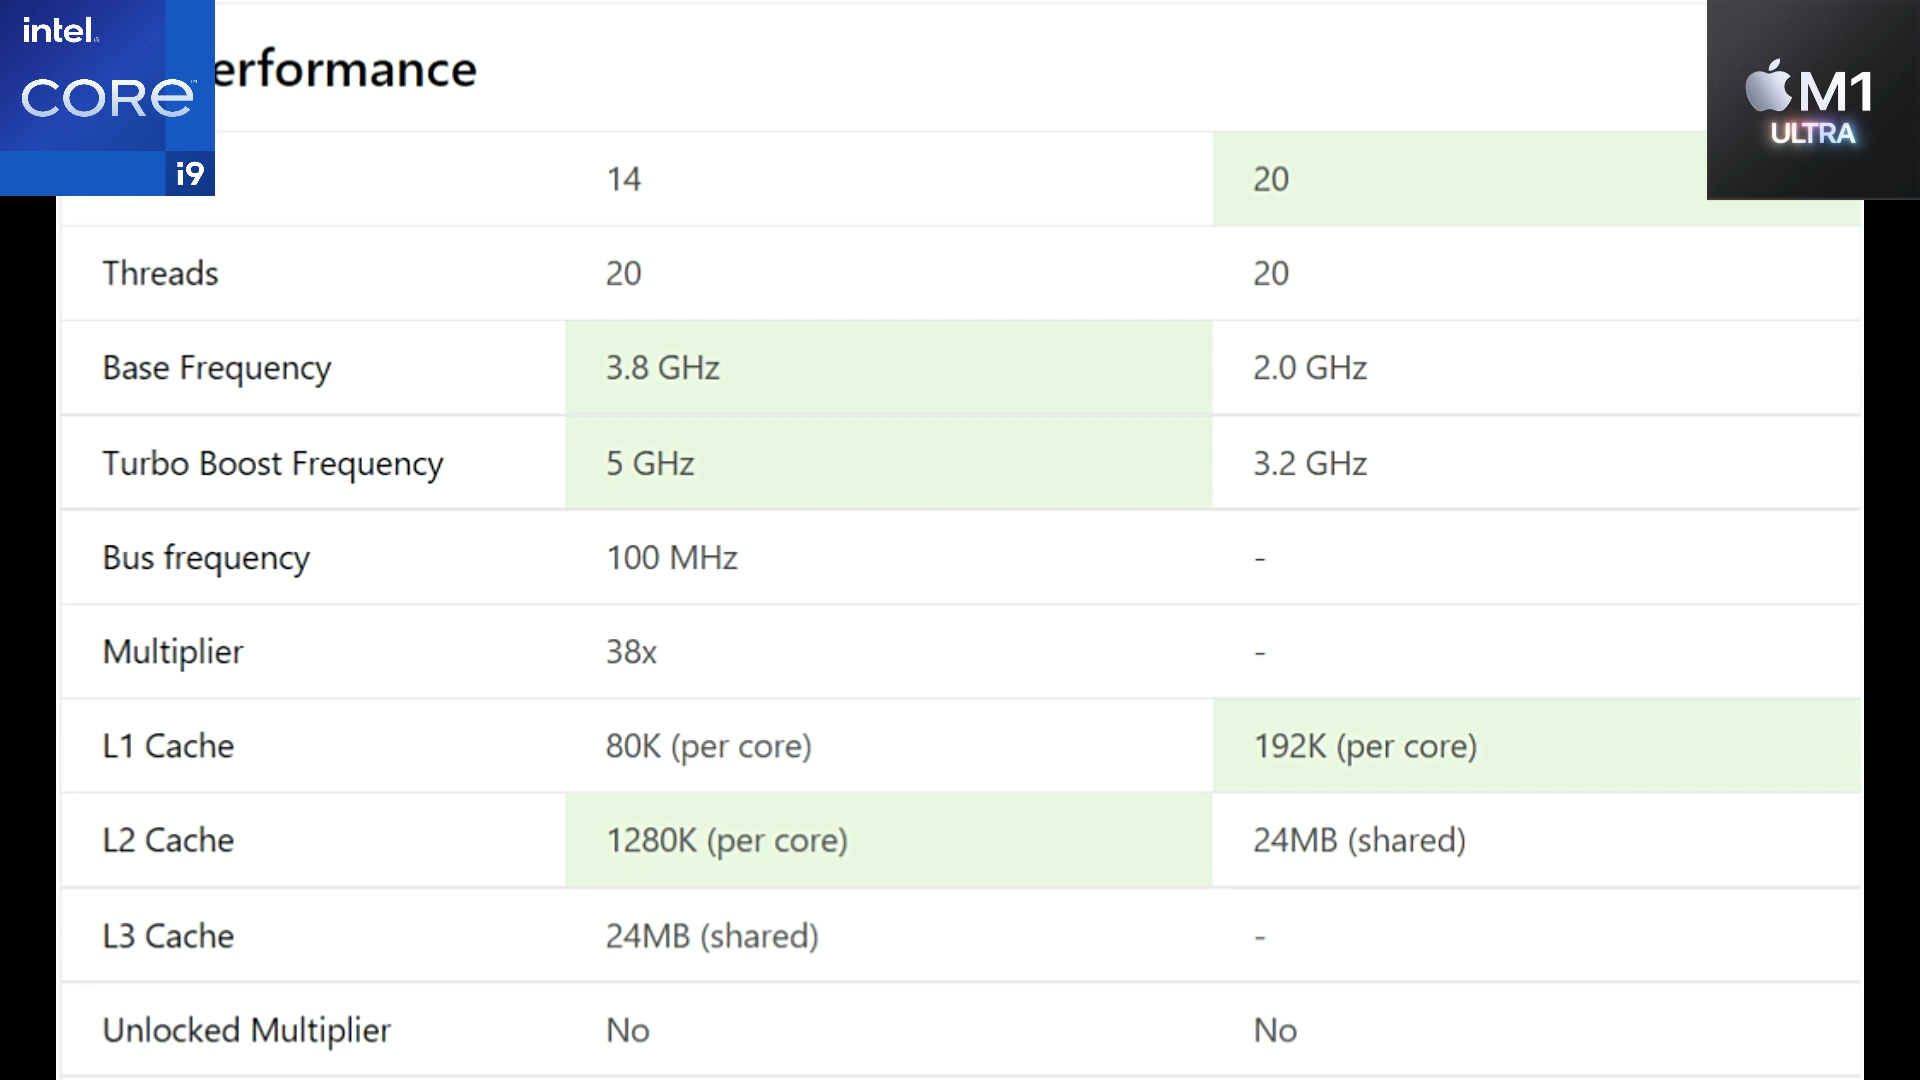 intel.
CORE™
i9
erformance
M1
ULTRA
14 20
Threads 20 20
Base Frequency 3.8 GHz 2.0 GHz
Turbo Boost Frequency 5 GHz 3.2 GHz
Bus frequency 100 MHz -
Multiplier 38x -
L1 Cache 80K (per core) 192K (per core)
L2 Cache 1280K (per core) 24MB (shared)
L3 Cache 24MB (shared) -
Unlocked Multiplier No No